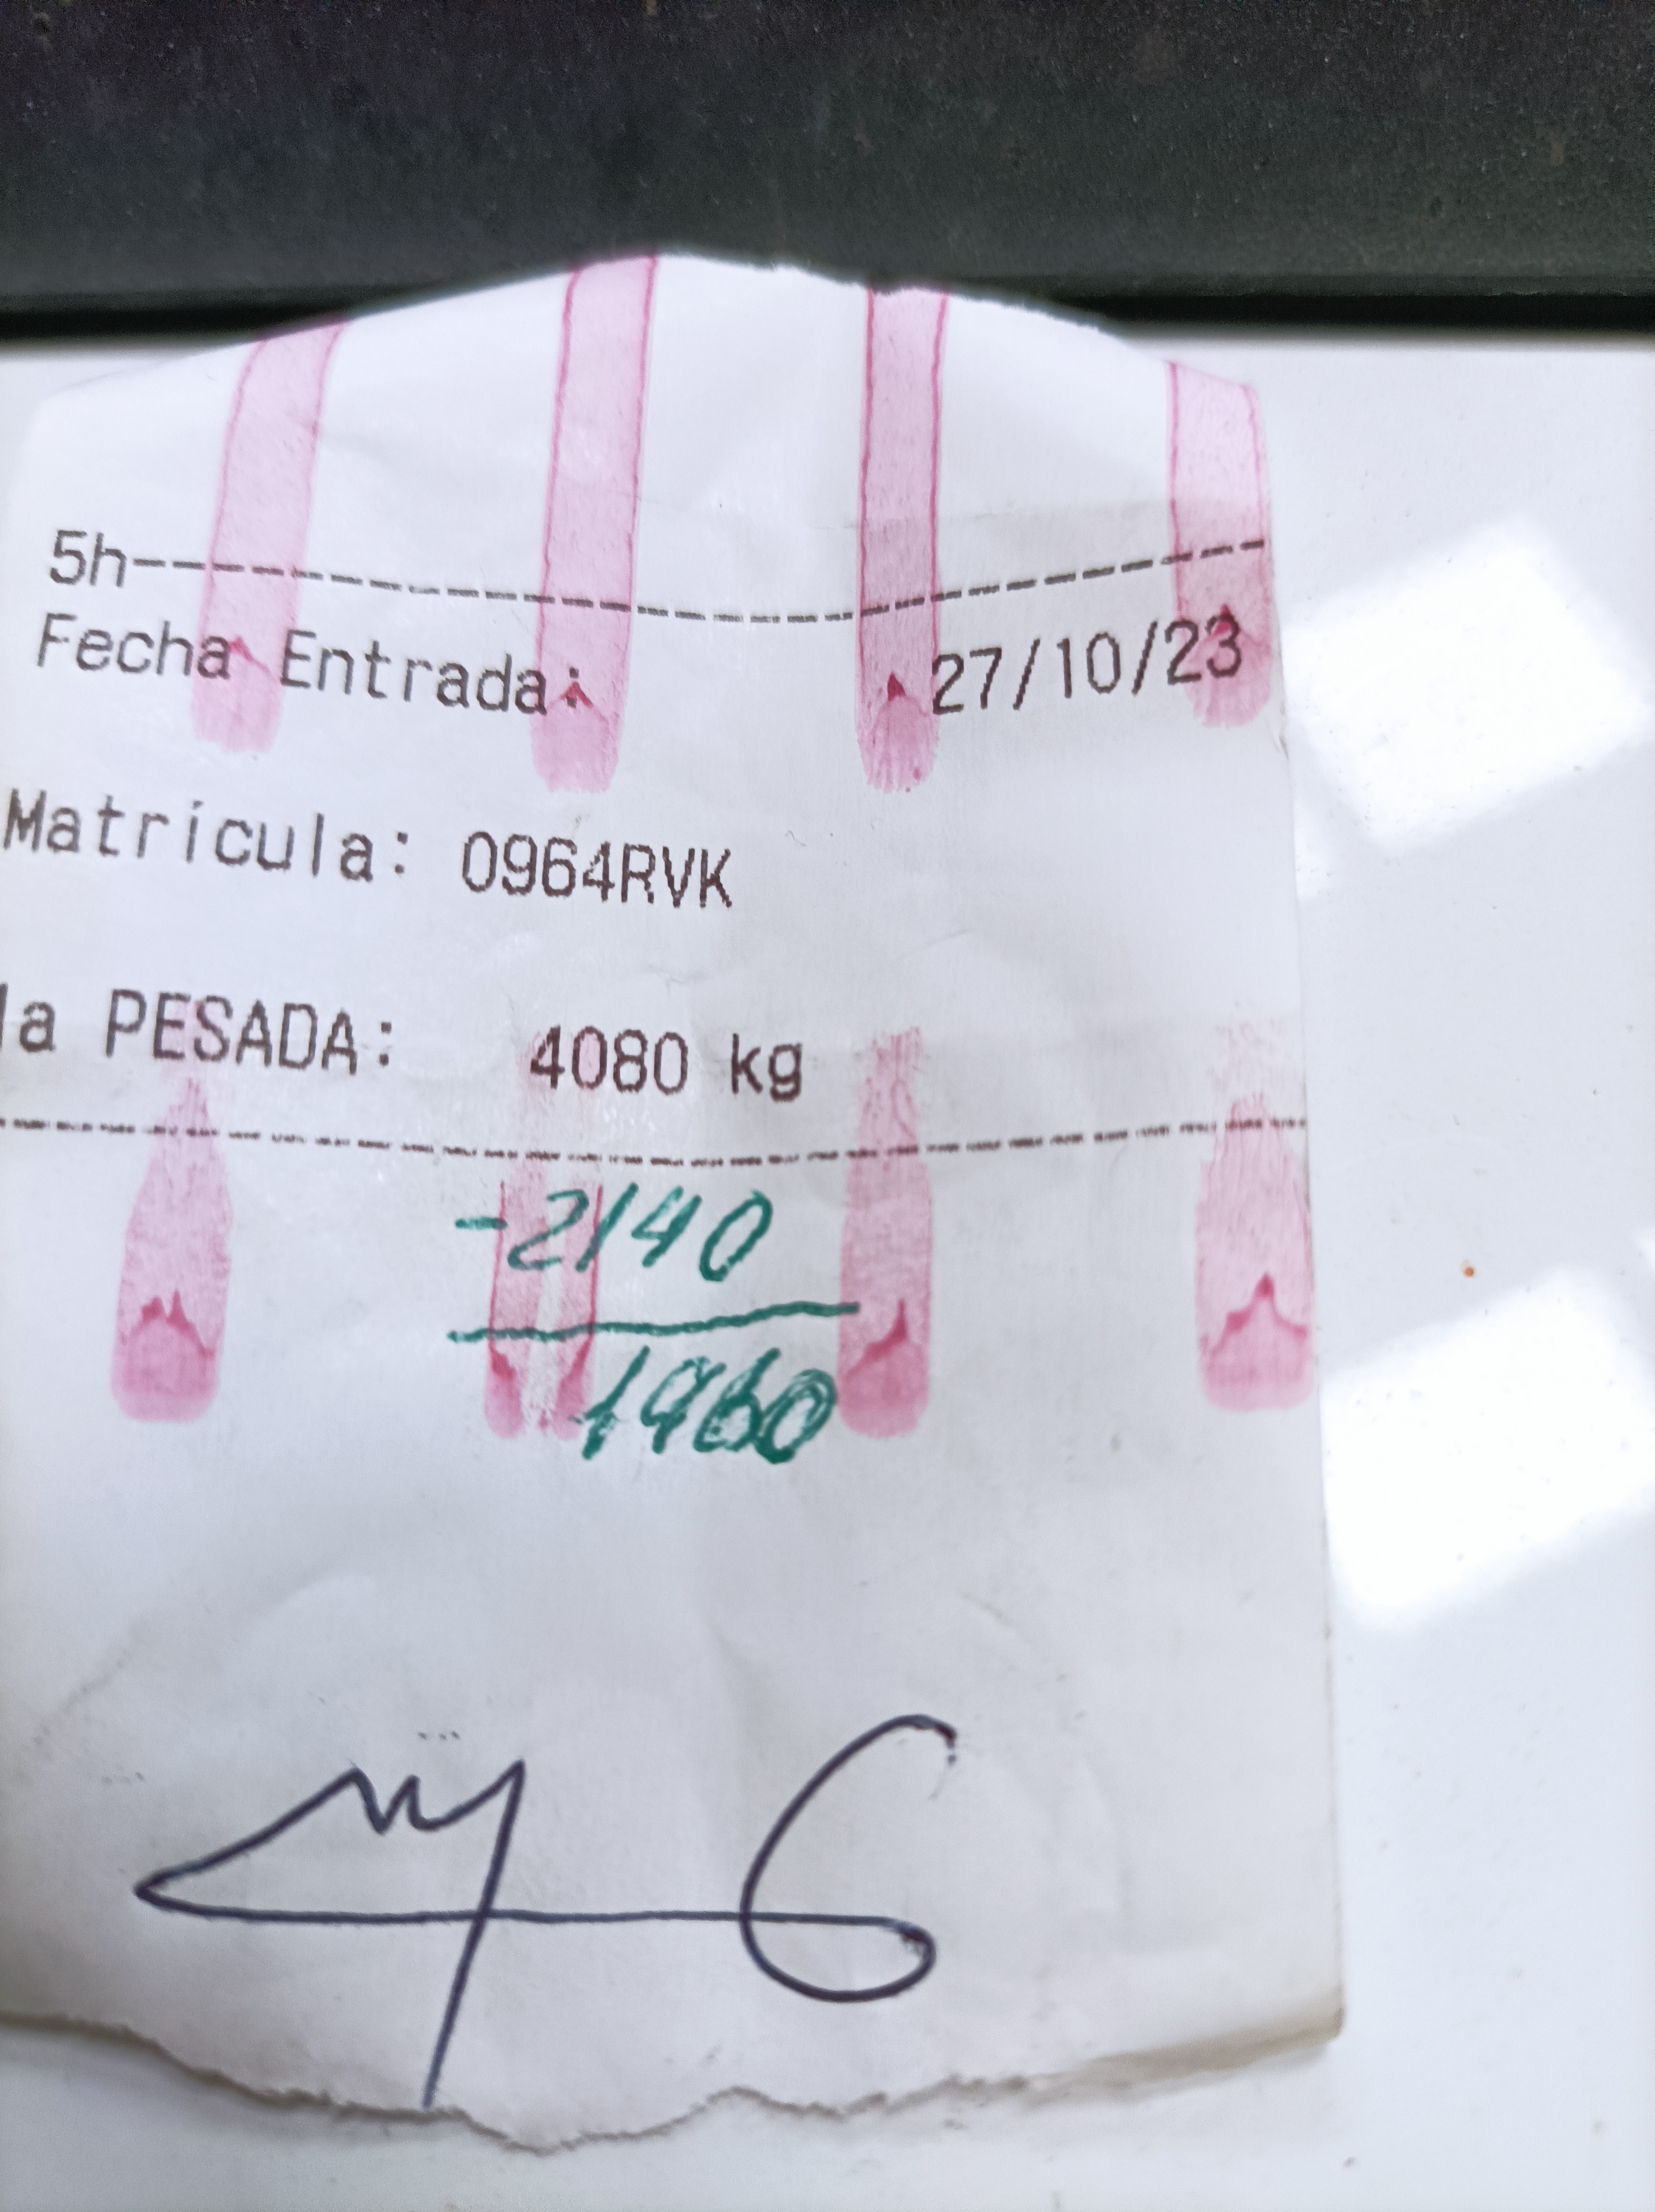 5h--------------------------------
Fecha Entrada: 27/10/23
Matrícula: 0964RVK
la PESADA: 4080 kg
-2140
1960